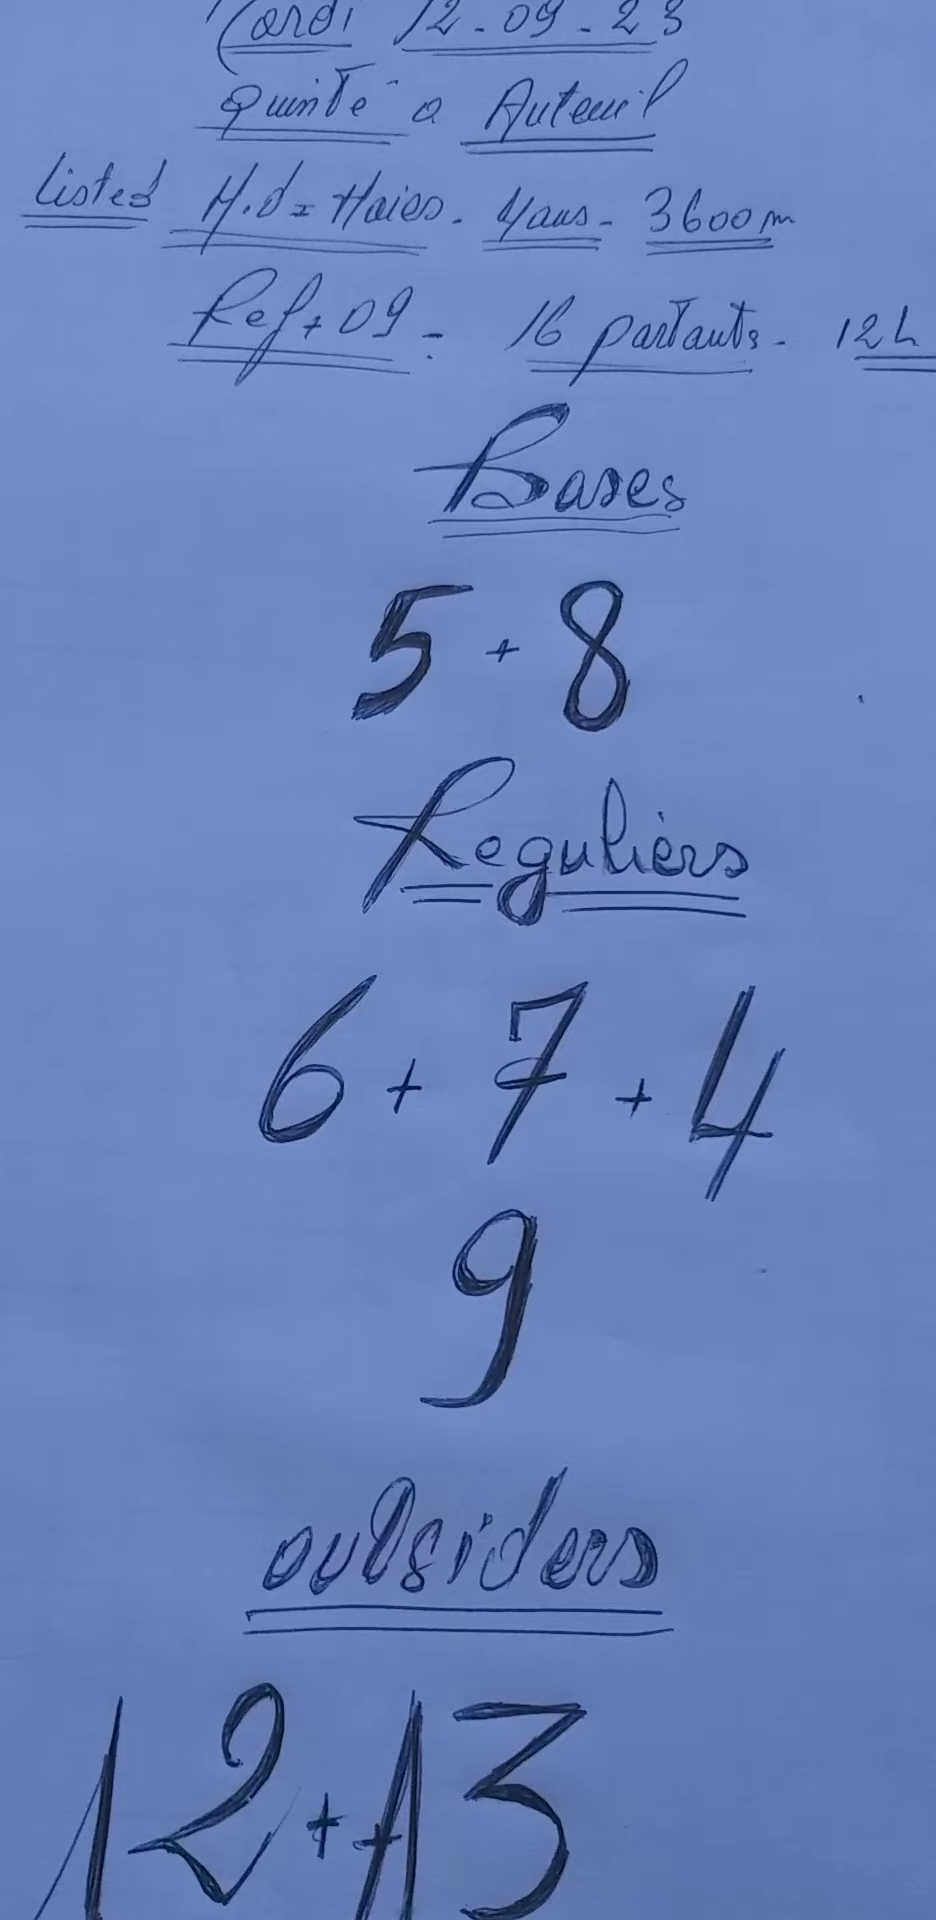 12-09-23
Quinté à Auteuil
Listed H.d= Haies. 4ans - 3600m
Ref+09 - 16 partants - 12h
Bases
5 + 8
Reguliers
6 + 7 + 4
9
outsiders
12 + 13